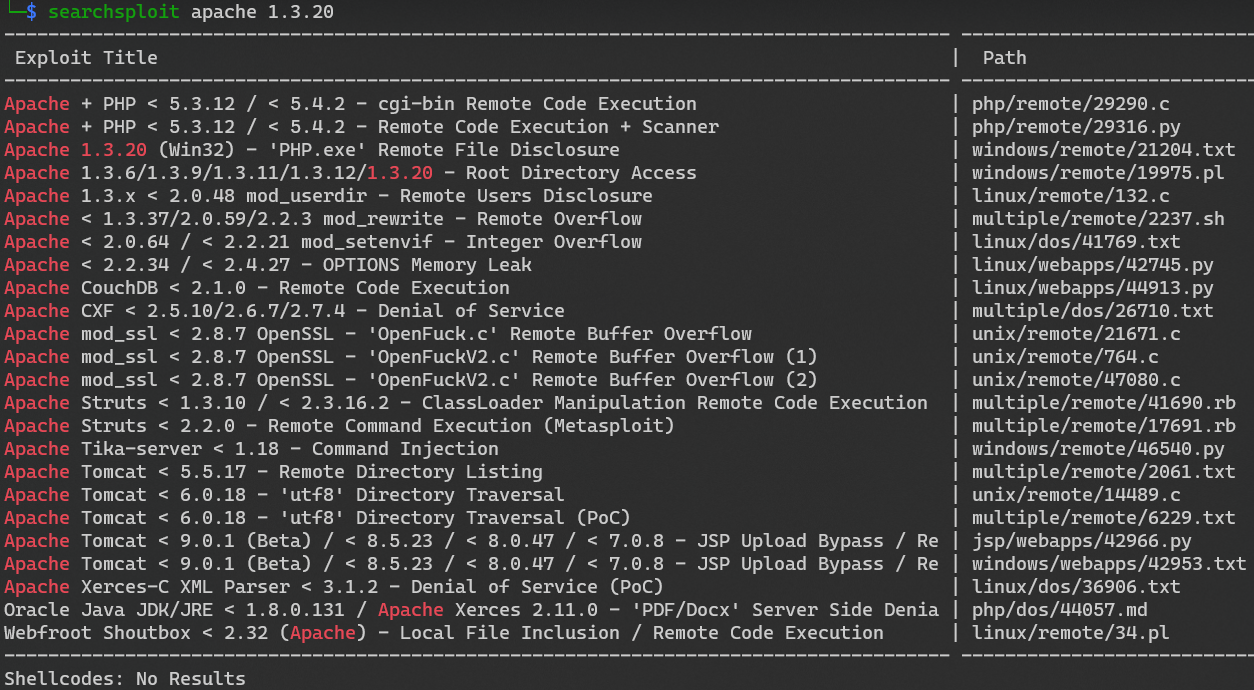 └─$ searchsploit apache 1.3.20
Exploit Title | Path
Apache + PHP < 5.3.12 / < 5.4.2 - cgi-bin Remote Code Execution | php/remote/29290.c
Apache + PHP < 5.3.12 / < 5.4.2 - Remote Code Execution + Scanner | php/remote/29316.py
Apache 1.3.20 (Win32) - 'PHP.exe' Remote File Disclosure | windows/remote/21204.txt
Apache 1.3.6/1.3.9/1.3.11/1.3.12/1.3.20 - Root Directory Access | windows/remote/19975.pl
Apache 1.3.x < 2.0.48 mod_userdir - Remote Users Disclosure | linux/remote/132.c
Apache < 1.3.37/2.0.59/2.2.3 mod_rewrite - Remote Overflow | multiple/remote/2237.sh
Apache < 2.0.64 / < 2.2.21 mod_setenvif - Integer Overflow | linux/dos/41769.txt
Apache < 2.2.34 / < 2.4.27 - OPTIONS Memory Leak | linux/webapps/42745.py
Apache CouchDB < 2.1.0 - Remote Code Execution | linux/webapps/44913.py
Apache CXF < 2.5.10/2.6.7/2.7.4 - Denial of Service | multiple/dos/26710.txt
Apache mod_ssl < 2.8.7 OpenSSL - 'OpenFuck.c' Remote Buffer Overflow | unix/remote/21671.c
Apache mod_ssl < 2.8.7 OpenSSL - 'OpenFuckV2.c' Remote Buffer Overflow (1) | unix/remote/764.c
Apache mod_ssl < 2.8.7 OpenSSL - 'OpenFuckV2.c' Remote Buffer Overflow (2) | unix/remote/47080.c
Apache Struts < 1.3.10 / < 2.3.16.2 - ClassLoader Manipulation Remote Code Execution | multiple/remote/41690.rb
Apache Struts < 2.2.0 - Remote Command Execution (Metasploit) | multiple/remote/17691.rb
Apache Tika-server < 1.18 - Command Injection | windows/remote/46540.py
Apache Tomcat < 5.5.17 - Remote Directory Listing | multiple/remote/2061.txt
Apache Tomcat < 6.0.18 - 'utf8' Directory Traversal | unix/remote/14489.c
Apache Tomcat < 6.0.18 - 'utf8' Directory Traversal (PoC) | multiple/remote/6229.txt
Apache Tomcat < 9.0.1 (Beta) / < 8.5.23 / < 8.0.47 / < 7.0.8 - JSP Upload Bypass / Re | jsp/webapps/42966.py
Apache Tomcat < 9.0.1 (Beta) / < 8.5.23 / < 8.0.47 / < 7.0.8 - JSP Upload Bypass / Re | windows/webapps/42953.txt
Apache Xerces-C XML Parser < 3.1.2 - Denial of Service (PoC) | linux/dos/36906.txt
Oracle Java JDK/JRE < 1.8.0.131 / Apache Xerces 2.11.0 - 'PDF/Docx' Server Side Denia | php/dos/44057.md
Webfroot Shoutbox < 2.32 (Apache) - Local File Inclusion / Remote Code Execution | linux/remote/34.pl
Shellcodes: No Results